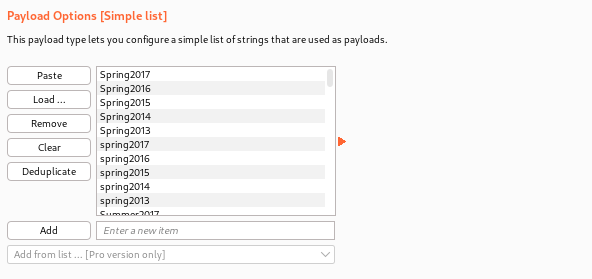 Payload Options [Simple list]
This payload type lets you configure a simple list of strings that are used as payloads.
Paste
Load ...
Remove
Clear
Deduplicate
Spring2017
Spring2016
Spring2015
Spring2014
Spring2013
spring2017
spring2016
spring2015
spring2014
spring2013
Summer2017
Add
Enter a new item
Add from list ... [Pro version only]